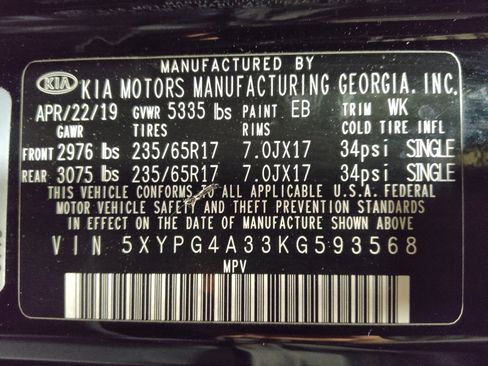 MANUFACTURED BY
KIA KIA MOTORS MANUFACTURING GEORGIA, INC.
APR/22/19 GVWR 5335 lbs PAINT EB TRIM WK
GAWR TIRES RIMS COLD TIRE INFL
FRONT 2976 lbs 235/65R17 7.0JX17 34psi SINGLE
REAR 3075 lbs 235/65R17 7.0JX17 34psi SINGLE
THIS VEHICLE CONFORMS TO ALL APPLICABLE U.S.A. FEDERAL
MOTOR VEHICLE SAFETY AND THEFT PREVENTION STANDARDS
IN EFFECT ON THE DATE OF MANUFACTURE SHOWN ABOVE.
VIN 5XYPG4A33KG593568
MPV